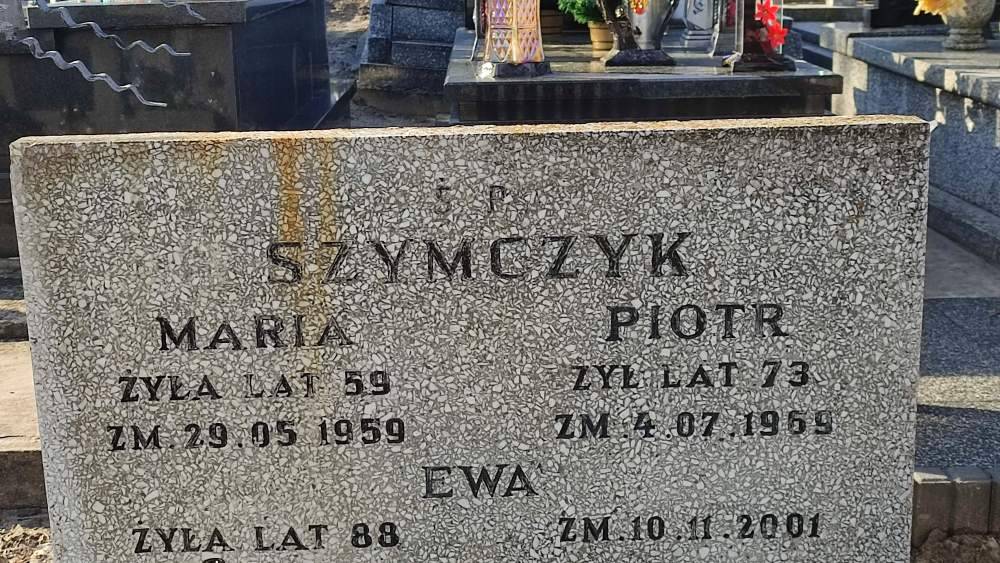 Ś P.
SZYMCZYK
MARIA PIOTR
ŻYŁA LAT 59 ŻYŁ LAT 73
ZM. 29.05 1959 ZM. 4.07.1969
EWA
ŻYŁA LAT 88 ZM. 10.11.2001